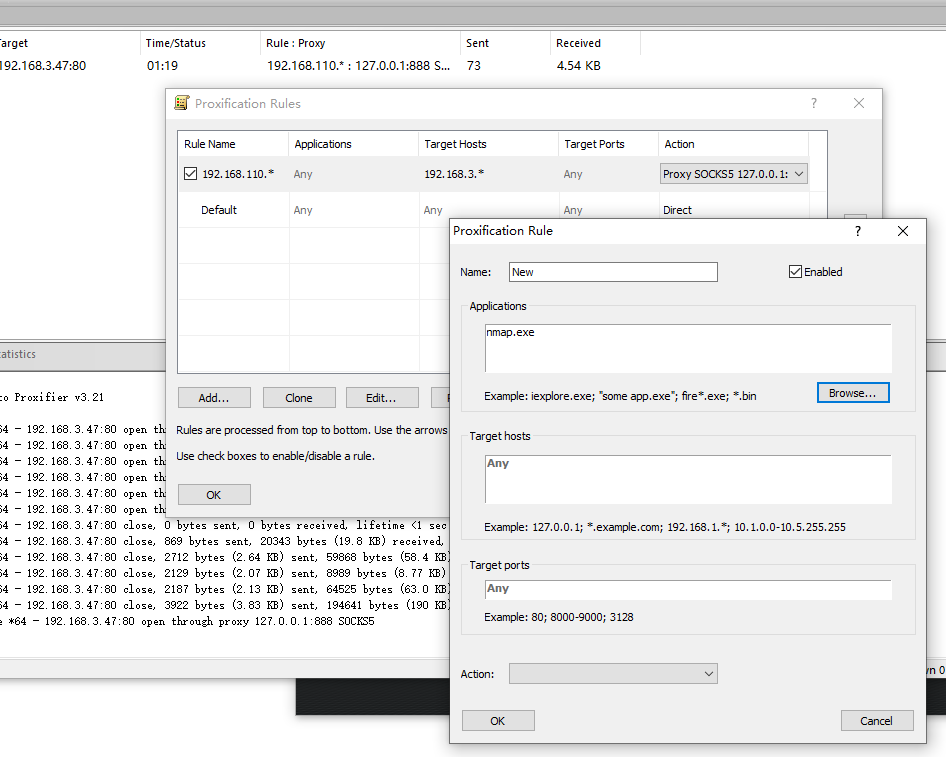 Target Time/Status Rule : Proxy Sent Received
192.168.3.47:80 01:19 192.168.110.* : 127.0.0.1:888 S... 73 4.54 KB
Proxification Rules ?
Rule Name Applications Target Hosts Target Ports Action
192.168.110.* Any 192.168.3.* Any Proxy SOCKS5 127.0.0.1:
Default Any Any Any Direct
Add... Clone Edit...
Rules are processed from top to bottom. Use the arrows
Use check boxes to enable/disable a rule.
OK
Proxification Rule ?
Name: New Enabled
Applications
nmap.exe
Example: iexplore.exe; "some app.exe"; fire*.exe; *.bin Browse...
Target hosts
Any
Example: 127.0.0.1; *.example.com; 192.168.1.*; 10.1.0.0-10.5.255.255
Target ports
Any
Example: 80; 8000-9000; 3128
Action:
OK Cancel
tatistics
to Proxifier v3.21
64 - 192.168.3.47:80 open thr
64 - 192.168.3.47:80 open thr
64 - 192.168.3.47:80 open thr
64 - 192.168.3.47:80 open thr
64 - 192.168.3.47:80 open thr
64 - 192.168.3.47:80 open thr
64 - 192.168.3.47:80 close, 0 bytes sent, 0 bytes received, lifetime <1 sec
64 - 192.168.3.47:80 close, 869 bytes sent, 20343 bytes (19.8 KB) received,
64 - 192.168.3.47:80 close, 2712 bytes (2.64 KB) sent, 59868 bytes (58.4 KB)
64 - 192.168.3.47:80 close, 2129 bytes (2.07 KB) sent, 8989 bytes (8.77 KB)
64 - 192.168.3.47:80 close, 2187 bytes (2.13 KB) sent, 64525 bytes (63.0 KB)
64 - 192.168.3.47:80 close, 3922 bytes (3.83 KB) sent, 194641 bytes (190 KB)
e *64 - 192.168.3.47:80 open through proxy 127.0.0.1:888 SOCKS5
wn 0